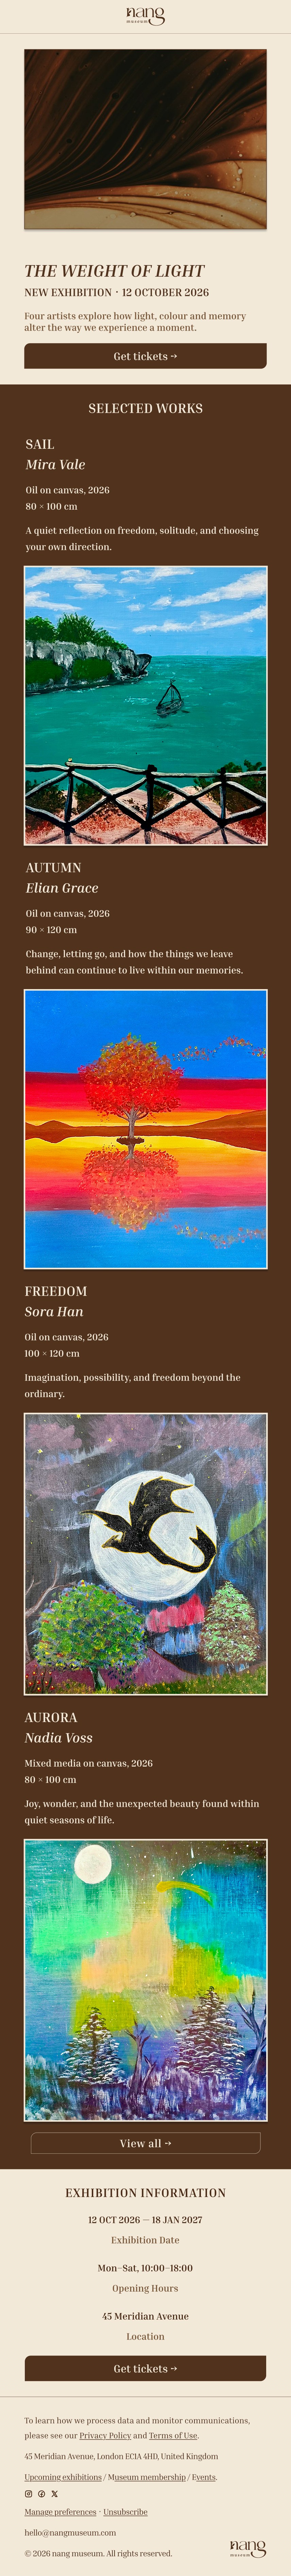 nang
museum
THE WEIGHT OF LIGHT
NEW EXHIBITION · 12 OCTOBER 2026
Four artists explore how light, colour and memory
alter the way we experience a moment.
Get tickets →
SELECTED WORKS
SAIL
Mira Vale
Oil on canvas, 2026
80 × 100 cm
A quiet reflection on freedom, solitude, and choosing
your own direction.
AUTUMN
Elian Grace
Oil on canvas, 2026
90 × 120 cm
Change, letting go, and how the things we leave
behind can continue to live within our memories.
FREEDOM
Sora Han
Oil on canvas, 2026
100 × 120 cm
Imagination, possibility, and freedom beyond the
ordinary.
AURORA
Nadia Voss
Mixed media on canvas, 2026
80 × 100 cm
Joy, wonder, and the unexpected beauty found within
quiet seasons of life.
View all →
EXHIBITION INFORMATION
12 OCT 2026 — 18 JAN 2027
Exhibition Date
Mon–Sat, 10:00–18:00
Opening Hours
45 Meridian Avenue
Location
Get tickets →
To learn how we process data and monitor communications,
please see our Privacy Policy and Terms of Use.
45 Meridian Avenue, London EC1A 4HD, United Kingdom
Upcoming exhibitions / Museum membership / Events.
Manage preferences · Unsubscribe
hello@nangmuseum.com
© 2026 nang museum. All rights reserved.
nang
museum